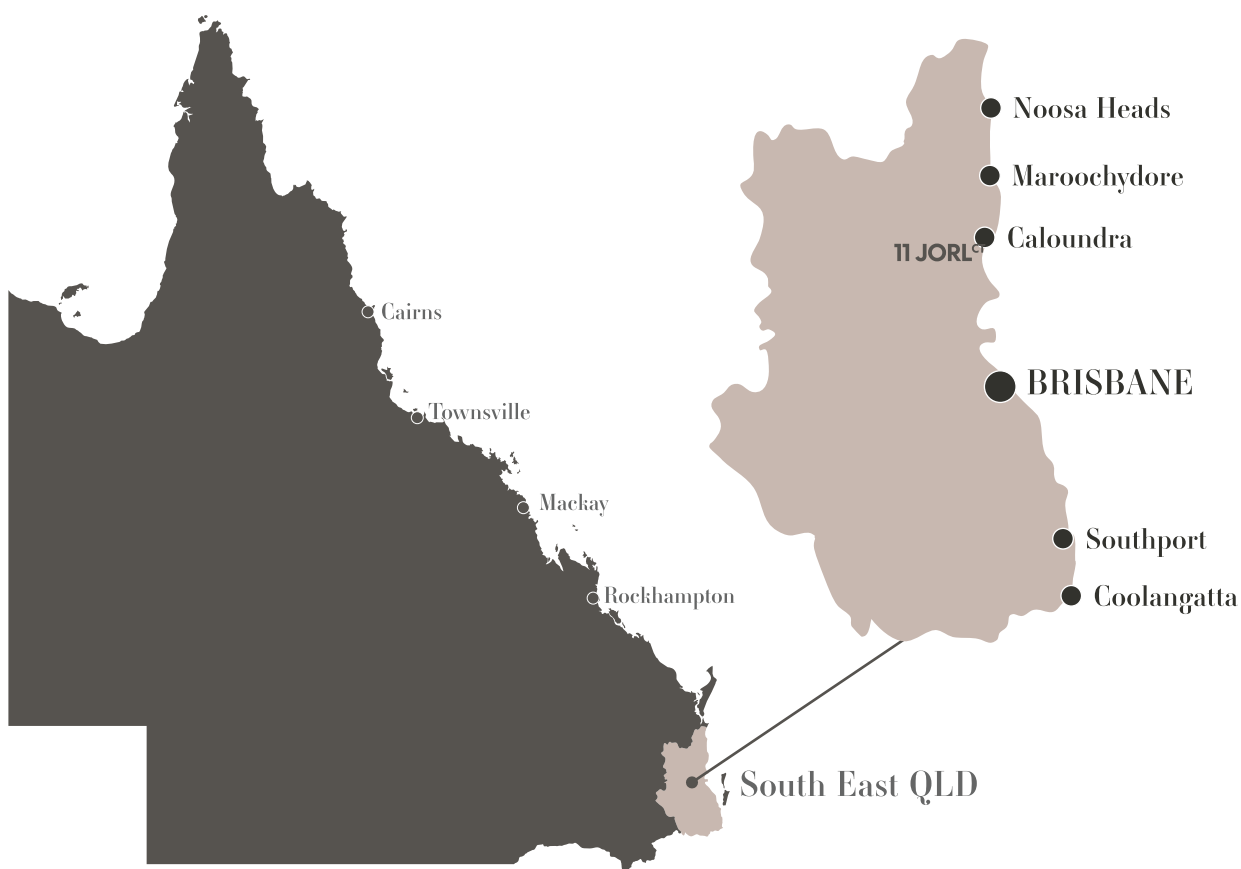 Noosa Heads
Maroochydore
Caloundra
11 JORL
Cairns
BRISBANE
Townsville
Mackay
Southport
Rockhampton
Coolangatta
South East QLD